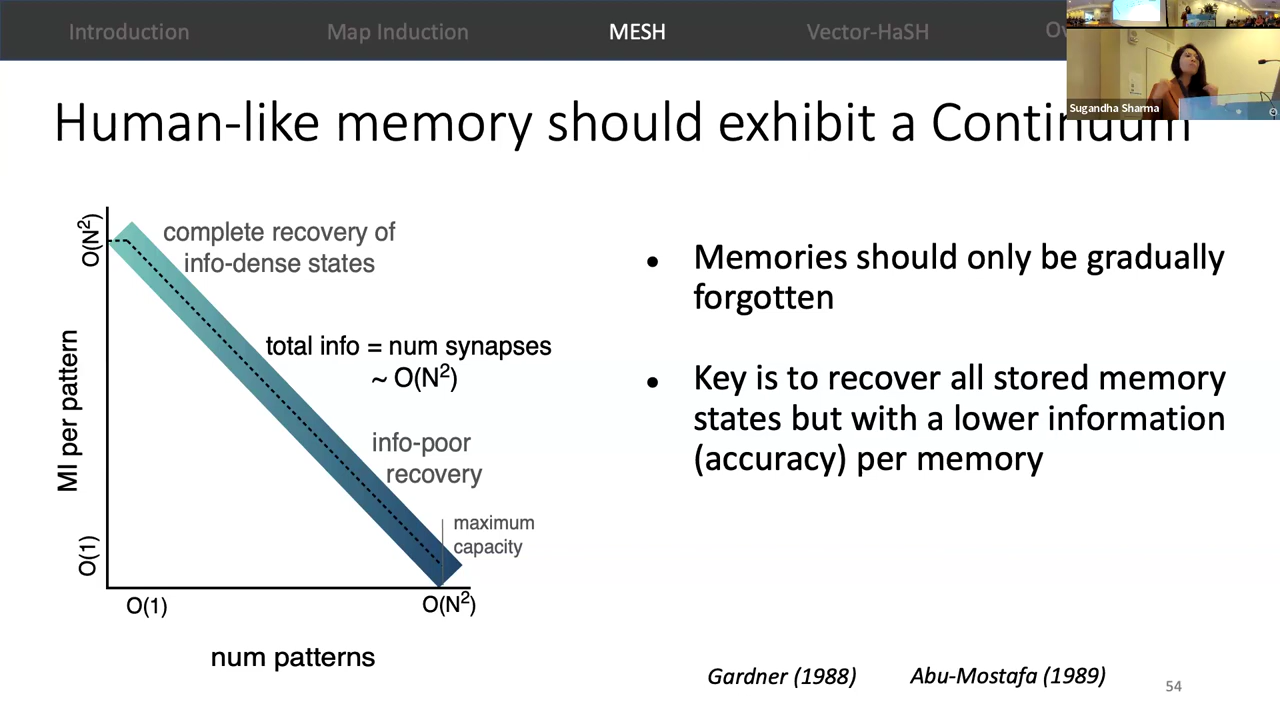 Introduction
Map Induction
MESH
Vector-HaSH
Sugandha Sharma
Human-like memory should exhibit a Continuum
O(N²)
complete recovery of
info-dense states
total info = num synapses
~ O(N²)
MI per pattern
info-poor
recovery
maximum
capacity
O(1)
O(1)
O(N²)
num patterns
● Memories should only be gradually
forgotten
● Key is to recover all stored memory
states but with a lower information
(accuracy) per memory
Gardner (1988) Abu-Mostafa (1989)
54